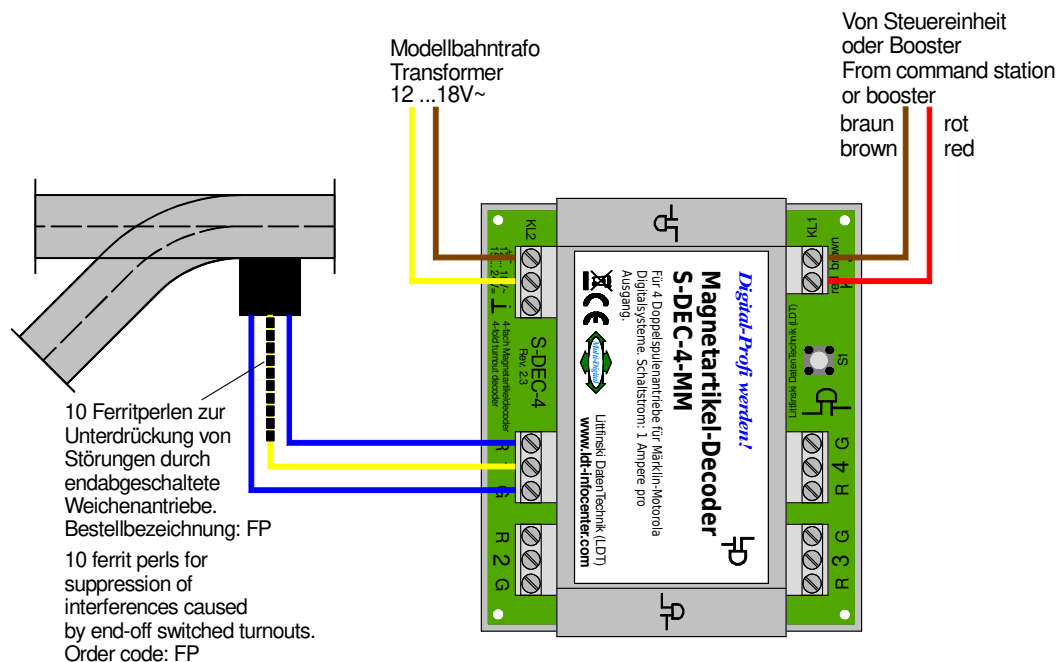 Modellbahntrafo
Transformer
12 ...18V~
Von Steuereinheit
oder Booster
From command station
or booster
braun
brown
rot
red
10 Ferritperlen zur
Unterdrückung von
Störungen durch
endabgeschaltete
Weichenantriebe.
Bestellbezeichnung: FP
10 ferrit perls for
suppression of
interferences caused
by end-off switched turnouts.
Order code: FP
KL2
S-DEC-4
Rev. 2.3
4-fach Magnetartikeldecoder
4-fold turnout decoder
R
G
R 2 G
Digital-Profi werden!
Magnetartikel-Decoder
S-DEC-4-MM
Für 4 Doppelspulenantriebe für Märklin-Motorola
Digitalsysteme. Schaltstrom: 1 Ampere pro
Ausgang.
CE
Multi-Digital
Littfinski DatenTechnik (LDT)
www.ldt-infocenter.com
KL1
red brown
S1
Littfinski DatenTechnik (LDT)
R 4 G
R 3 G